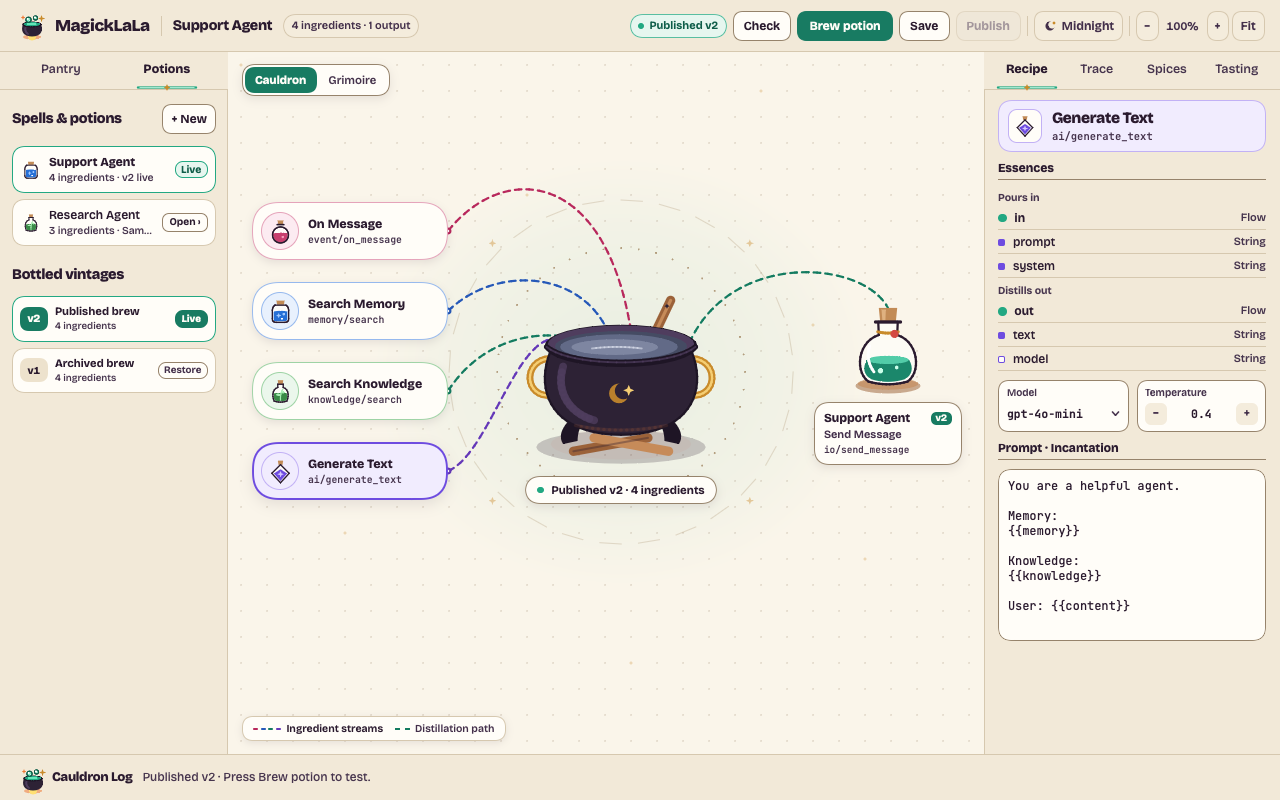 MagickLaLa
Support Agent
4 ingredients · 1 output
Published v2
Check
Brew potion
Save
Publish
Midnight
−
100%
+
Fit
Pantry
Potions
Spells & potions
+ New
Support Agent
4 ingredients · v2 live
Live
Research Agent
3 ingredients · Sam...
Open ›
Bottled vintages
v2
Published brew
4 ingredients
Live
v1
Archived brew
4 ingredients
Restore
Cauldron
Grimoire
On Message
event/on_message
Search Memory
memory/search
Search Knowledge
knowledge/search
Generate Text
ai/generate_text
Published v2 · 4 ingredients
Support Agent
v2
Send Message
io/send_message
Ingredient streams
Distillation path
Recipe
Trace
Spices
Tasting
Generate Text
ai/generate_text
Essences
Pours in
in
Flow
prompt
String
system
String
Distills out
out
Flow
text
String
model
String
Model
gpt-4o-mini
Temperature
−
0.4
+
Prompt · Incantation
You are a helpful agent.
Memory:
{{memory}}
Knowledge:
{{knowledge}}
User: {{content}}
Cauldron Log
Published v2 · Press Brew potion to test.